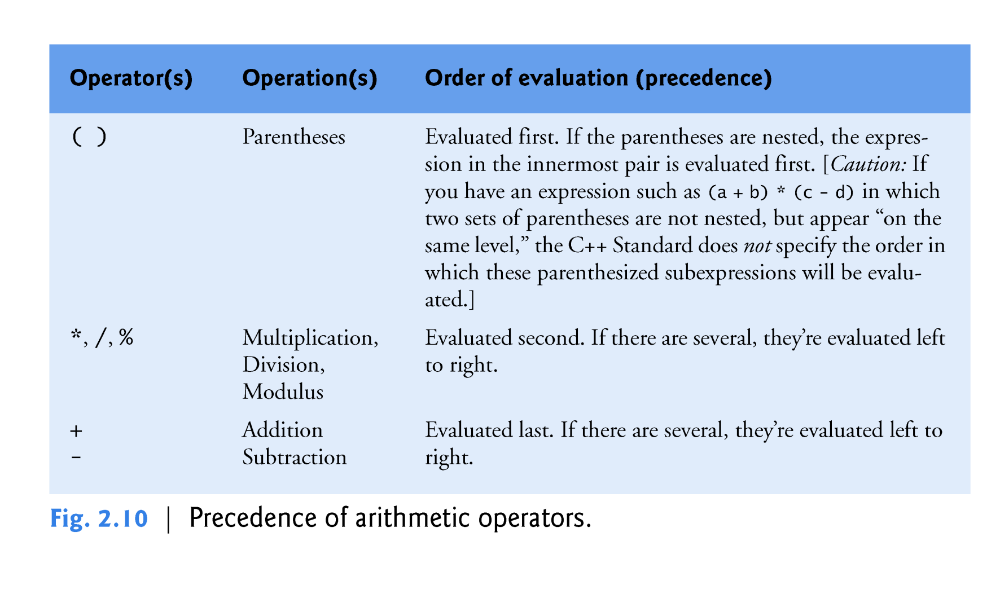 Operator(s) Operation(s) Order of evaluation (precedence)
( ) Parentheses Evaluated first. If the parentheses are nested, the expres-
sion in the innermost pair is evaluated first. [Caution: If
you have an expression such as (a + b) * (c - d) in which
two sets of parentheses are not nested, but appear “on the
same level,” the C++ Standard does not specify the order in
which these parenthesized subexpressions will be evalu-
ated.]
*, /, % Multiplication, Evaluated second. If there are several, they’re evaluated left
Division, to right.
Modulus
+ Addition Evaluated last. If there are several, they’re evaluated left to
- Subtraction right.
Fig. 2.10 | Precedence of arithmetic operators.